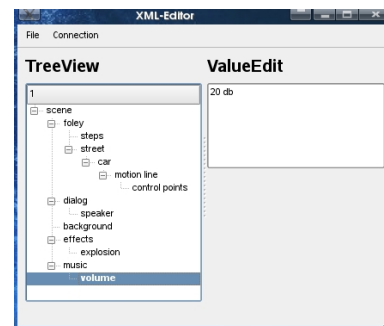 XML-Editor
File Connection
TreeView
ValueEdit
1
20 db
scene
foley
steps
street
car
motion line
control points
dialog
speaker
background
effects
explosion
music
volume